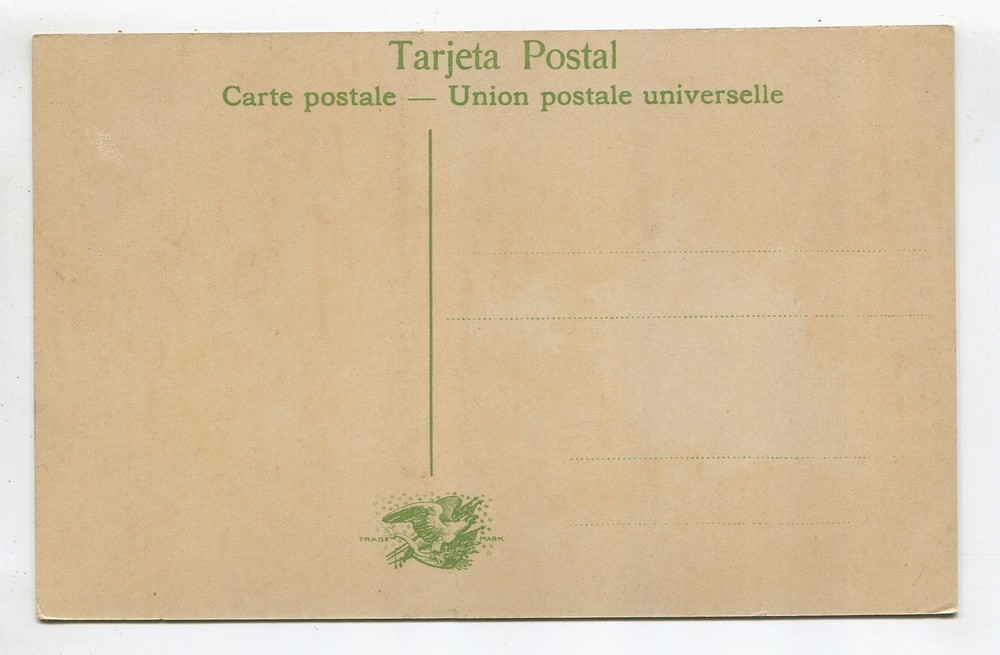 Tarjeta Postal
Carte postale — Union postale universelle
TRADE MARK